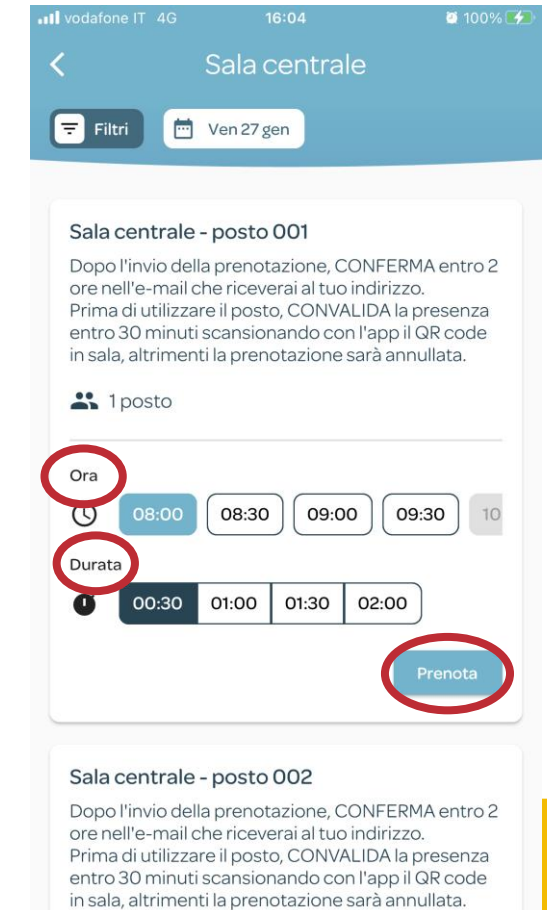 vodafone IT 4G 16:04 100%
Sala centrale
Filtri Ven 27 gen
Sala centrale - posto 001
Dopo l'invio della prenotazione, CONFERMA entro 2
ore nell'e-mail che riceverai al tuo indirizzo.
Prima di utilizzare il posto, CONVALIDA la presenza
entro 30 minuti scansionando con l'app il QR code
in sala, altrimenti la prenotazione sarà annullata.
1 posto
Ora
08:00 08:30 09:00 09:30 10
Durata
00:30 01:00 01:30 02:00
Prenota
Sala centrale - posto 002
Dopo l'invio della prenotazione, CONFERMA entro 2
ore nell'e-mail che riceverai al tuo indirizzo.
Prima di utilizzare il posto, CONVALIDA la presenza
entro 30 minuti scansionando con l'app il QR code
in sala, altrimenti la prenotazione sarà annullata.